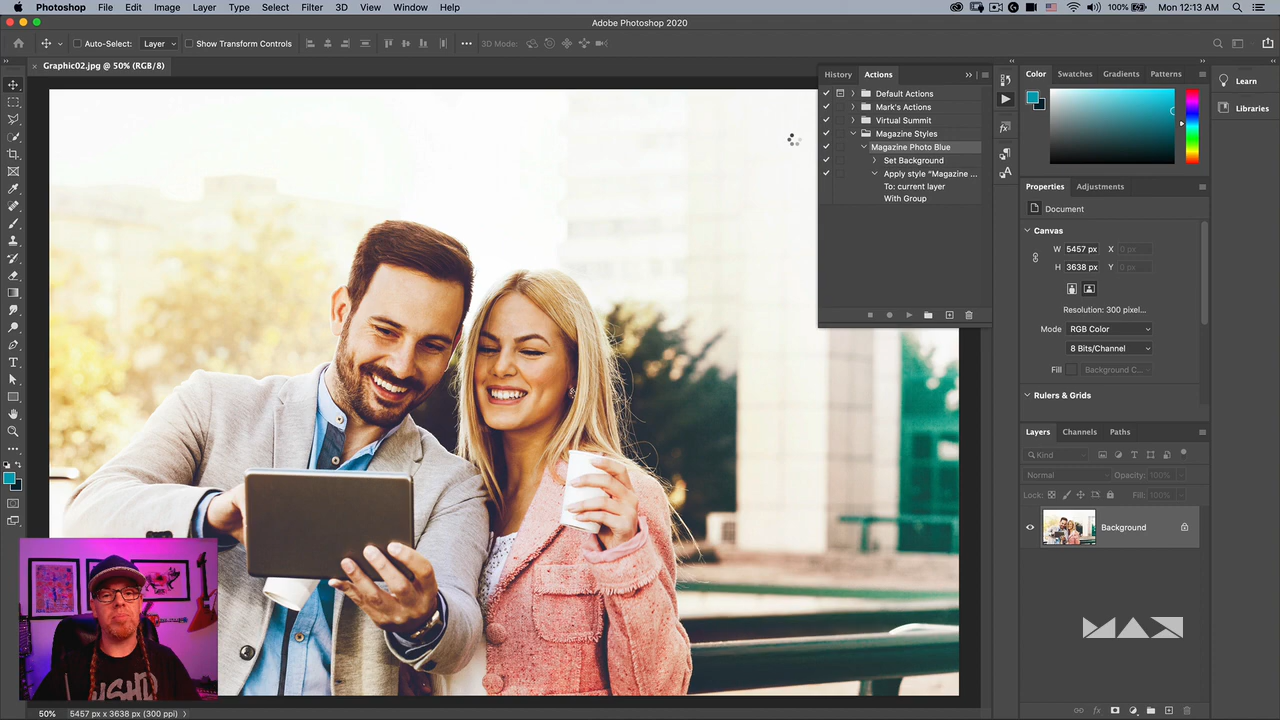 Photoshop File Edit Image Layer Type Select Filter 3D View Window Help
100% Mon 12:13 AM
Adobe Photoshop 2020
Auto-Select: Layer Show Transform Controls 3D Mode:
Graphic02.jpg @ 50% (RGB/8)
History Actions
Default Actions
Mark's Actions
Virtual Summit
Magazine Styles
Magazine Photo Blue
Set Background
Apply style “Magazine ...
To: current layer
With Group
Color Swatches Gradients Patterns
Learn
Libraries
Properties Adjustments
Document
Canvas
W 5457 px X 0 px
H 3638 px Y 0 px
Resolution: 300 pixel...
Mode RGB Color
8 Bits/Channel
Fill Background C...
Rulers & Grids
Layers Channels Paths
Kind
Normal Opacity: 100%
Lock: Fill: 100%
Background
MAX
50% 5457 px x 3638 px (300 ppi)